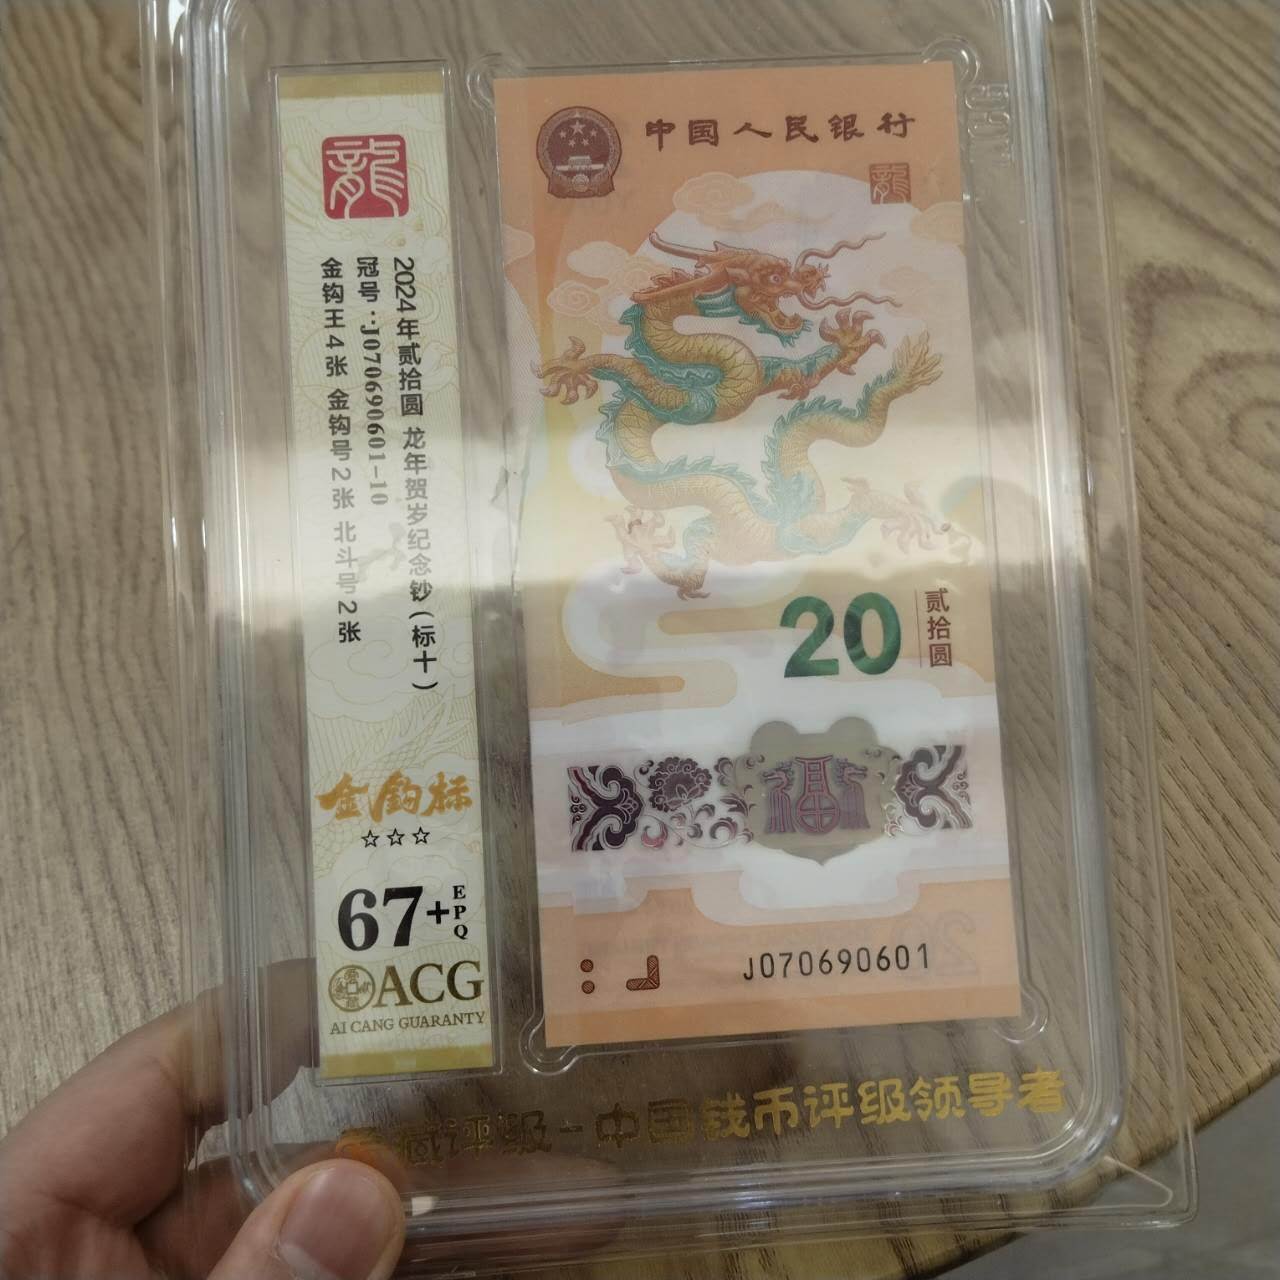 龍
2024年贰拾圆 龙年贺岁纪念钞(标十)
冠号:J070690601-10
金钩王4张 金钩号2张 北斗号2张
金钩标
☆☆☆
67+
EPQ
ACG
AI CANG GUARANTY
中国人民银行
龍
20
贰拾圆
福
J070690601
藏评级-中国钱币评级领导者